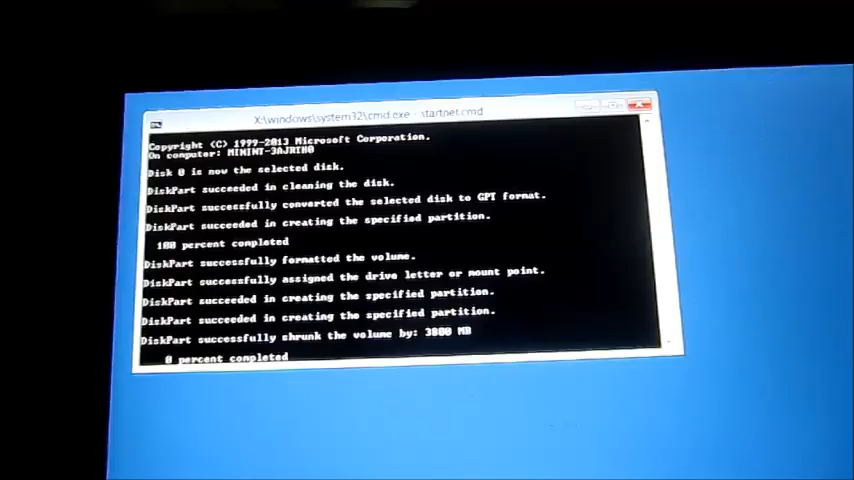 X:\windows\system32\cmd.exe - startnet.cmd
Copyright (C) 1999-2013 Microsoft Corporation.
On computer: MININT-3AJRIH0
Disk 0 is now the selected disk.
DiskPart succeeded in cleaning the disk.
DiskPart successfully converted the selected disk to GPT format.
DiskPart succeeded in creating the specified partition.
100 percent completed
DiskPart successfully formatted the volume.
DiskPart successfully assigned the drive letter or mount point.
DiskPart succeeded in creating the specified partition.
DiskPart succeeded in creating the specified partition.
DiskPart successfully shrunk the volume by: 3800 MB
0 percent completed